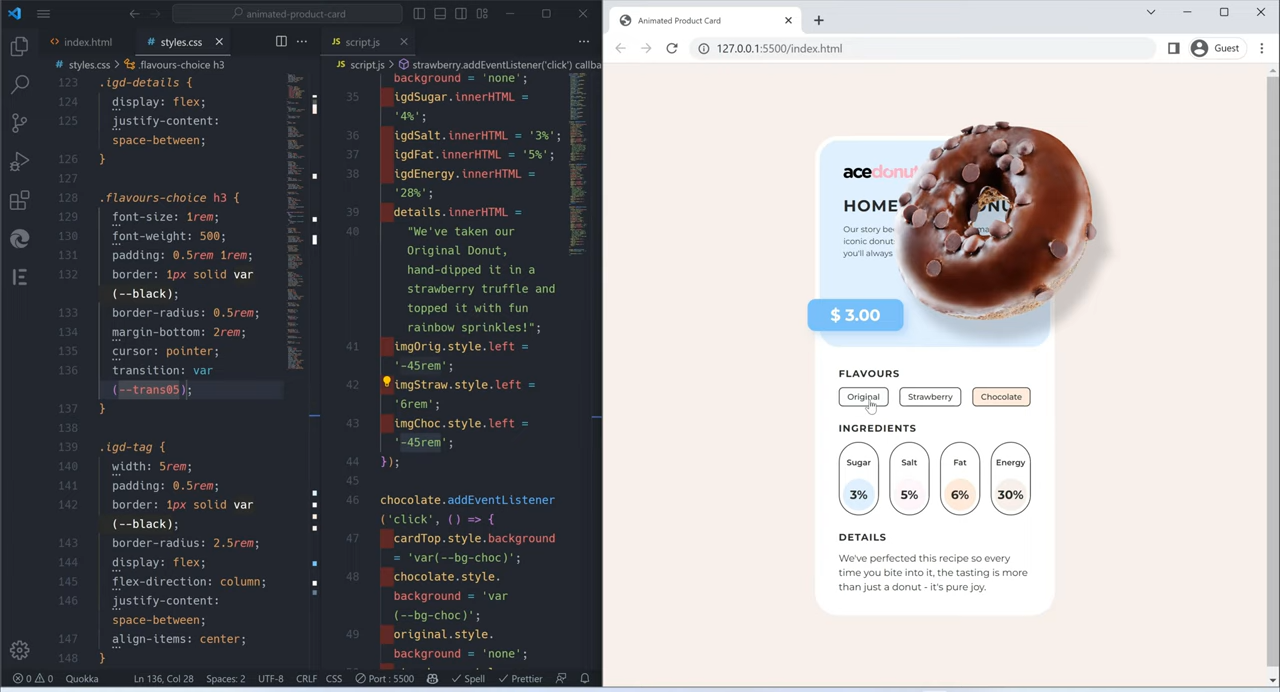 animated-product-card
index.html
styles.css
script.js
styles.css > .flavours-choice h3
script.js > strawberry.addEventListener('click') callba
123 .igd-details {
124 display: flex;
125 justify-content:
space-between;
126 }
127
128 .flavours-choice h3 {
129 font-size: 1rem;
130 font-weight: 500;
131 padding: 0.5rem 1rem;
132 border: 1px solid var
(--black);
133 border-radius: 0.5rem;
134 margin-bottom: 2rem;
135 cursor: pointer;
136 transition: var
(--trans05);
137 }
138
139 .igd-tag {
140 width: 5rem;
141 padding: 0.5rem;
142 border: 1px solid var
(--black);
143 border-radius: 2.5rem;
144 display: flex;
145 flex-direction: column;
146 justify-content:
space-between;
147 align-items: center;
148 }
background = 'none';
35 igdSugar.innerHTML =
'4%';
36 igdSalt.innerHTML = '3%';
37 igdFat.innerHTML = '5%';
38 igdEnergy.innerHTML =
'28%';
39 details.innerHTML =
40 "We've taken our
Original Donut,
hand-dipped it in a
strawberry truffle and
topped it with fun
rainbow sprinkles!";
41 imgOrig.style.left =
'-45rem';
42 imgStraw.style.left =
'6rem';
43 imgChoc.style.left =
'-45rem';
44 });
45
46 chocolate.addEventListener
('click', () => {
47 cardTop.style.background
= 'var(--bg-choc)';
48 chocolate.style.
background = 'var
(--bg-choc)';
49 original.style.
background = 'none';
0 0
Quokka
Ln 136, Col 28
Spaces: 2
UTF-8
CRLF
CSS
Port : 5500
Spell
Prettier
Animated Product Card
127.0.0.1:5500/index.html
Guest
acedonut
HOME
ONU
Our story be
iconic donuts
you'll always
$ 3.00
FLAVOURS
Original Strawberry Chocolate
INGREDIENTS
Sugar Salt Fat Energy
3% 5% 6% 30%
DETAILS
We've perfected this recipe so every
time you bite into it, the tasting is more
than just a donut - it's pure joy.